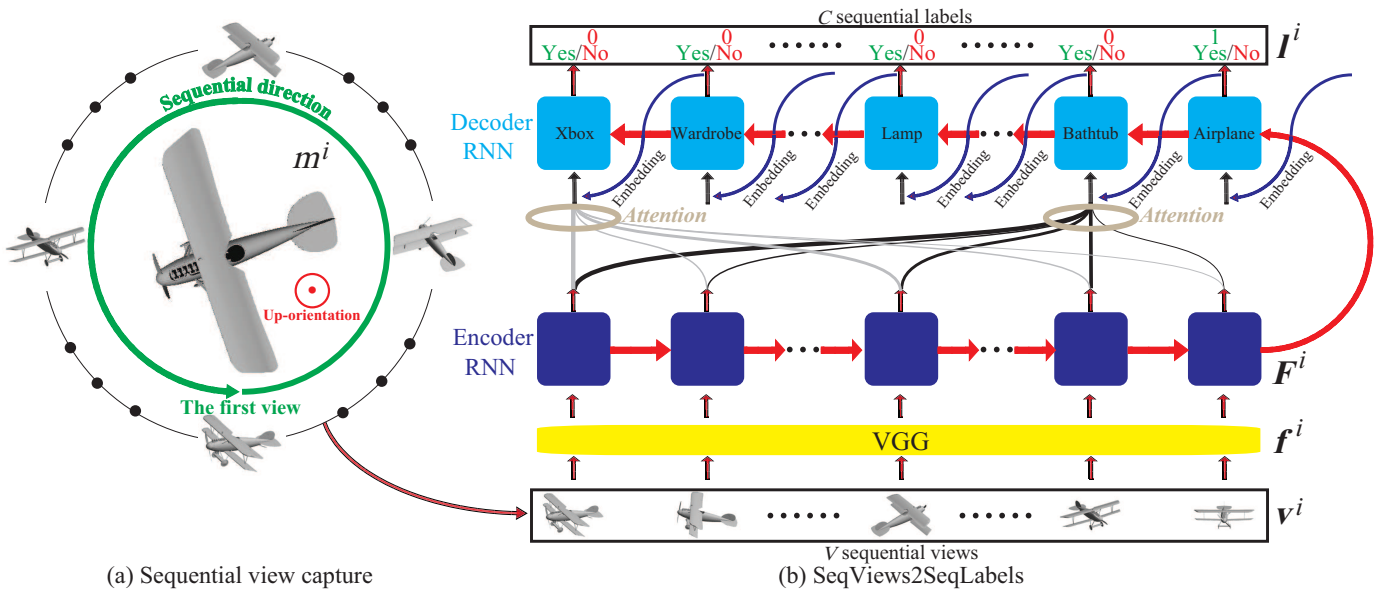 Sequential direction
m^i
Up-orientation
The first view
(a) Sequential view capture
C sequential labels
0 0 0 0 1
Yes/No Yes/No ...... Yes/No ...... Yes/No Yes/No
l^i
Decoder
RNN
Xbox Wardrobe ... Lamp ... Bathtub Airplane
Embedding Embedding Embedding Embedding Embedding Embedding Embedding
Attention Attention
Encoder
RNN
... ...
F^i
VGG
f^i
...... ......
v^i
V sequential views
(b) SeqViews2SeqLabels